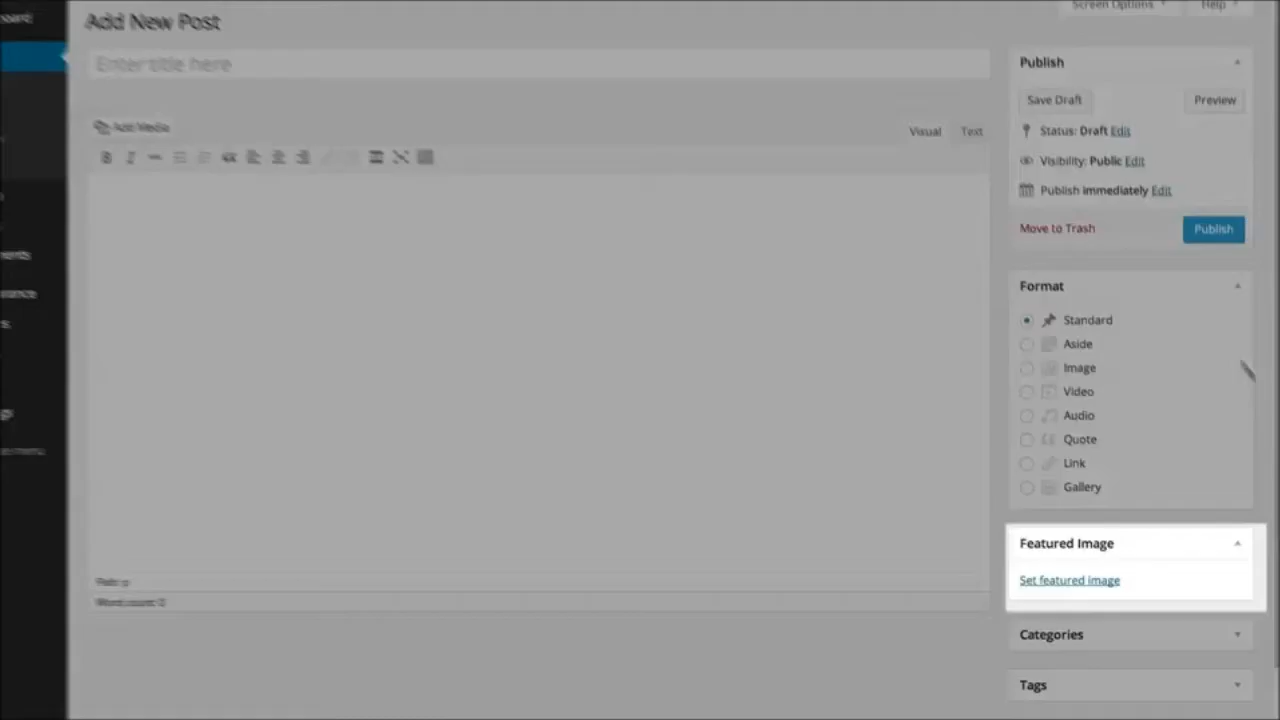 Screen Options
Help
Add New Post
Enter title here
Add Media
Visual
Text
Path: p
Word count: 0
Publish
Save Draft
Preview
Status: Draft Edit
Visibility: Public Edit
Publish immediately Edit
Move to Trash
Publish
Format
Standard
Aside
Image
Video
Audio
Quote
Link
Gallery
Featured Image
Set featured image
Categories
Tags